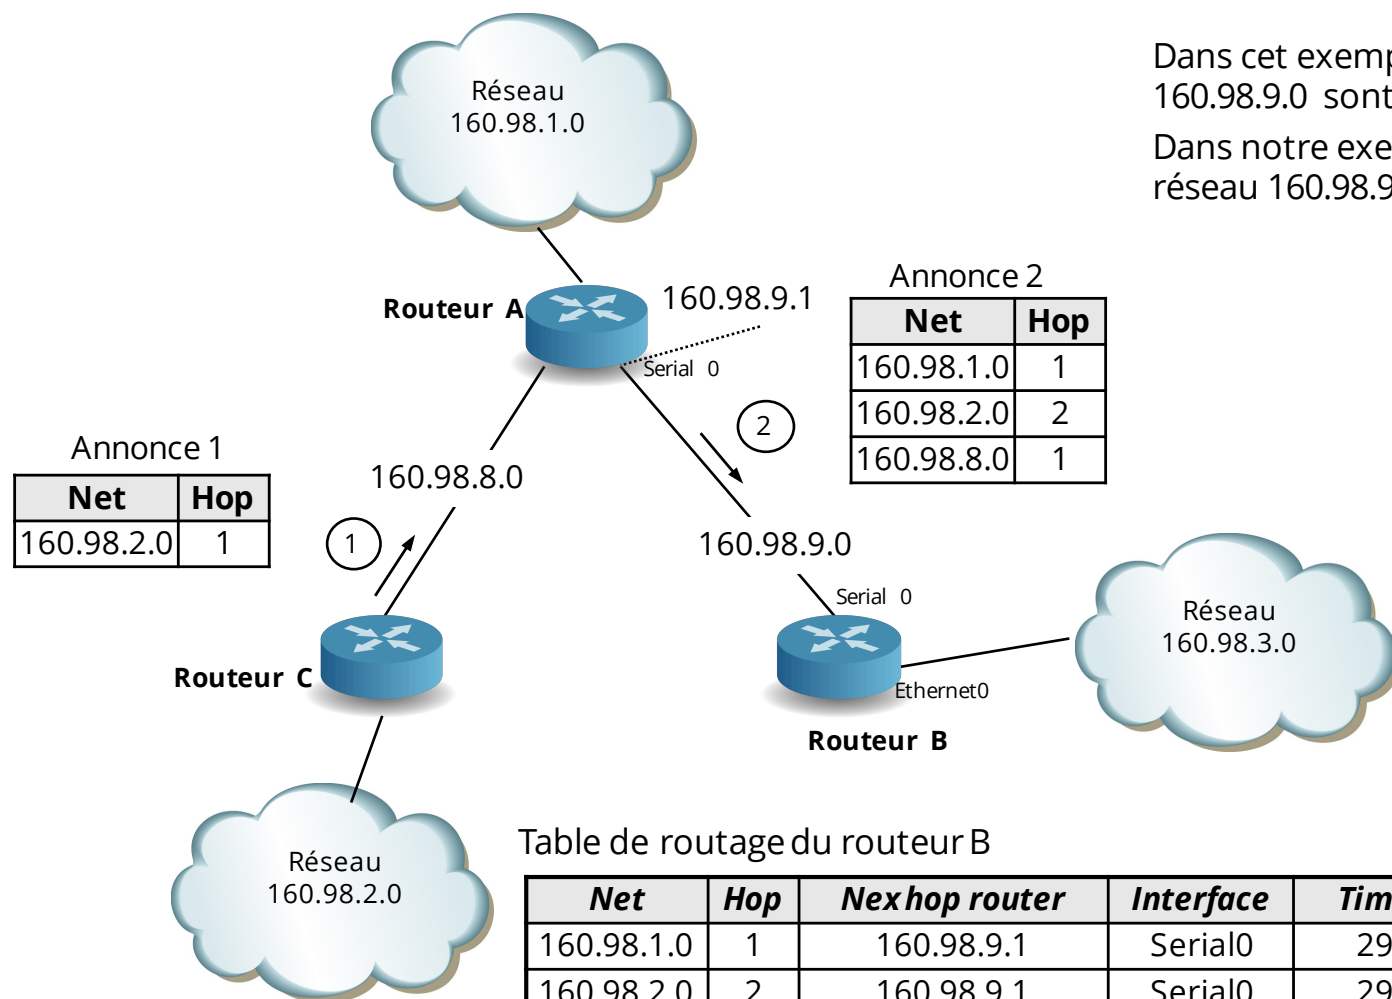 Réseau
160.98.1.0
Dans cet
160.98.9.0 sont
Dans notre
réseau
Routeur A
160.98.9.1
Serial 0
Annonce 2
Net Hop
160.98.1.0 1
160.98.2.0 2
160.98.8.0 1
2
Annonce 1
Net Hop
160.98.2.0 1
160.98.8.0
1
160.98.9.0
Serial 0
Réseau
160.98.3.0
Routeur C
Ethernet0
Routeur B
Réseau
160.98.2.0
Table de routage du routeur B
Net Hop Nex hop router Interface
160.98.1.0 1 160.98.9.1 Serial0 29
160.98.2.0 2 160.98.9.1 Serial0 29